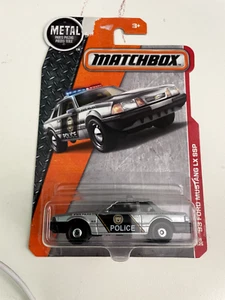 METAL
3+
MATCHBOX
'93 FORD MUSTANG LX SSP
POLICE